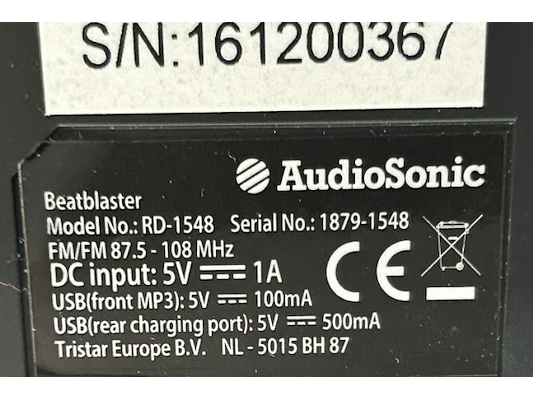 S/N:161200367
AudioSonic
Beatblaster
Model No.: RD-1548 Serial No.: 1879-1548
FM/FM 87.5 - 108 MHz
DC input: 5V 1A
USB(front MP3): 5V 100mA
USB(rear charging port): 5V 500mA
Tristar Europe B.V. NL - 5015 BH 87
CE